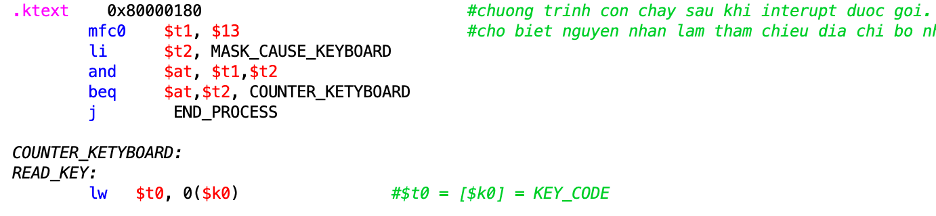 .ktext 0x80000180 #chuong trinh con chay sau khi interupt duoc goi.
mfc0 $t1, $13 #cho biet nguyen nhan lam tham chieu dia chi bo
li $t2, MASK_CAUSE_KEYBOARD
and $at, $t1,$t2
beq $at,$t2, COUNTER_KETYBOARD
j END_PROCESS
COUNTER_KETYBOARD:
READ_KEY:
lw $t0, 0($k0) #$t0 = [$k0] = KEY_CODE